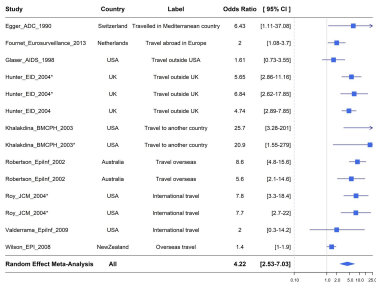 Study Country Label Odds Ratio [ 95% CI ]
Egger_ADC_1990 Switzerland Travelled in Mediterranean country 6.43 [1.11-37.08]
Fournet_Eurosurveillance_2013 Netherlands Travel abroad in Europe 2 [1.08-3.7]
Glaser_AIDS_1998 USA Travel outside USA 1.61 [0.73-3.55]
Hunter_EID_2004* UK Travel outside UK 5.65 [2.86-11.16]
Hunter_EID_2004* UK Travel outside UK 6.84 [2.62-17.85]
Hunter_EID_2004 UK Travel outside UK 4.74 [2.89-7.85]
Khalakdina_BMCPH_2003 USA Travel to another country 25.7 [3.28-201]
Khalakdina_BMCPH_2003* USA Travel to another country 20.9 [1.55-279]
Robertson_EpiInf_2002 Australia Travel overseas 8.6 [4.8-15.6]
Robertson_EpiInf_2002 Australia Travel overseas 5.6 [2.1-14.6]
Roy_JCM_2004* USA International travel 7.8 [3.3-18.4]
Roy_JCM_2004* USA International travel 7.7 [2.7-22]
Valderrama_EpiInf_2009 USA International travel 2 [0.3-14.2]
Wilson_EPI_2008 NewZealand Overseas travel 1.4 [1-1.9]
Random Effect Meta-Analysis All 4.22 [2.53-7.03]
0.10 1.0 2.0 5.0 10.0 25.0